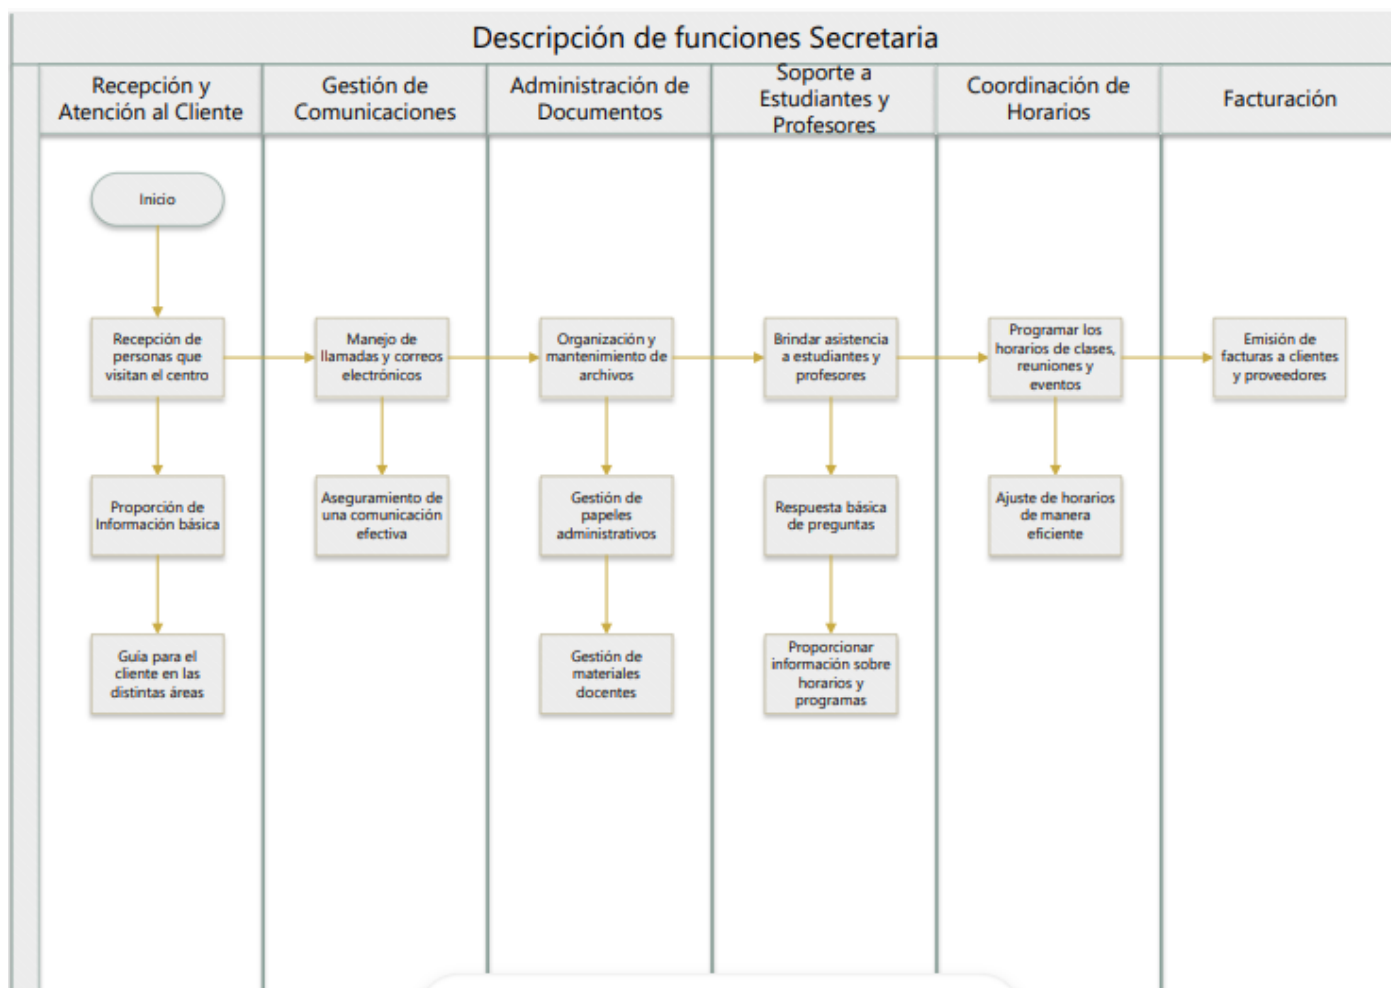 Descripción de funciones Secretaria
Recepción y
Atención al Cliente
Gestión de
Comunicaciones
Administración de
Documentos
Soporte a
Estudiantes y
Profesores
Coordinación de
Horarios
Facturación
Inicio
Recepción de
personas que
visitan el centro
Manejo de
llamadas y correos
electrónicos
Organización y
mantenimiento de
archivos
Brindar asistencia
a estudiantes y
profesores
Programar los
horarios de clases,
reuniones y
eventos
Emisión de
facturas a clientes
y proveedores
Proporción de
Información básica
Aseguramiento de
una comunicación
efectiva
Gestión de
papeles
administrativos
Respuesta básica
de preguntas
Ajuste de horarios
de manera
eficiente
Guía para el
cliente en las
distintas áreas
Gestión de
materiales
docentes
Proporcionar
información sobre
horarios y
programas